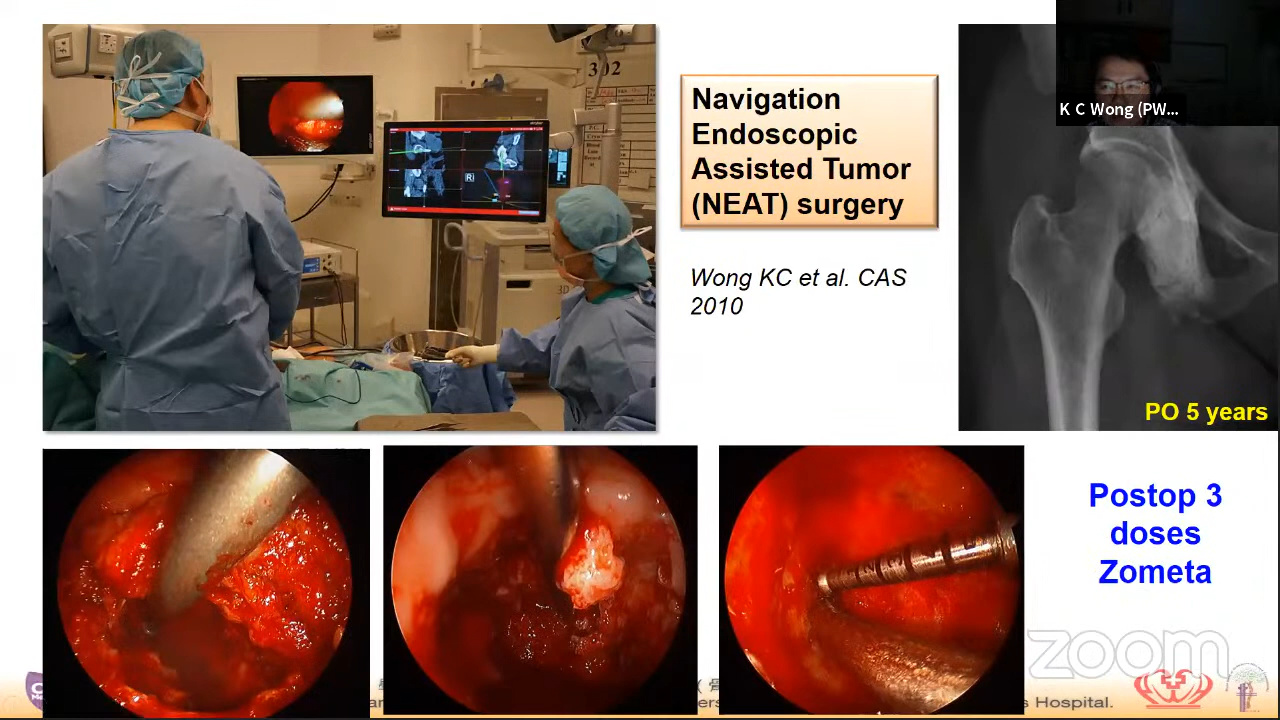 302
K C Wong (PW...
Navigation
Endoscopic
Assisted Tumor
(NEAT) surgery
Wong KC et al. CAS
2010
PO 5 years
Postop 3
doses
Zometa
zoom
Hospital.